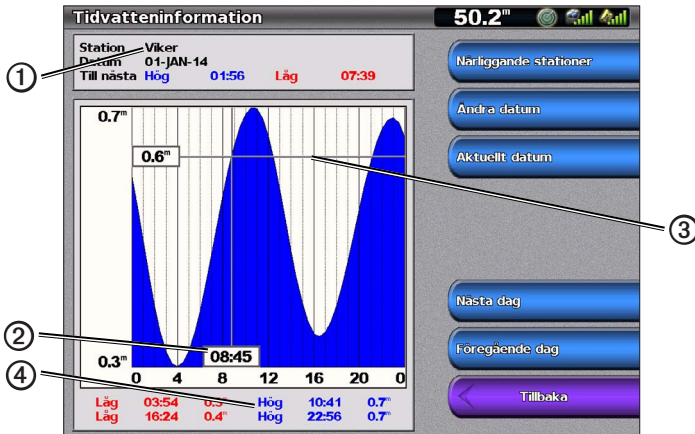 Tidvatteninformation
50.2m
Station Viker
Datum 01-JAN-14
Till nästa Hög 01:56 Låg 07:39
0.7m
0.6m
0.3m
08:45
0 4 8 12 16 20 0
Låg 03:54 0.3m Hög 10:41 0.7m
Låg 16:24 0.4m Hög 22:56 0.7m
Närliggande stationer
Ändra datum
Aktuellt datum
Nästa dag
Föregående dag
Tillbaka
1
2
3
4